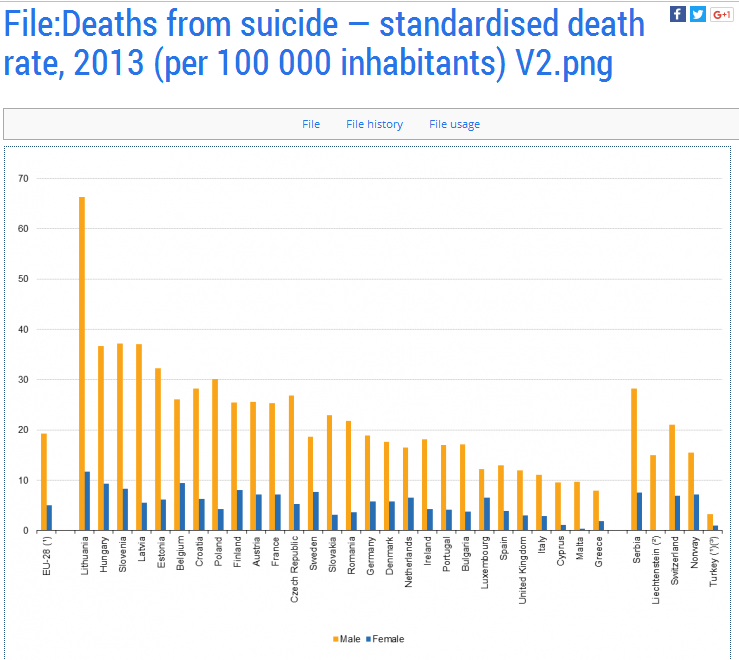 File:Deaths from suicide — standardised death
rate, 2013 (per 100 000 inhabitants) V2.png
f
G+1
File File history File usage
70
60
50
40
30
20
10
0
EU-28 (¹)
Lithuania
Hungary
Slovenia
Latvia
Estonia
Belgium
Croatia
Poland
Finland
Austria
France
Czech Republic
Sweden
Slovakia
Romania
Germany
Denmark
Netherlands
Ireland
Portugal
Bulgaria
Luxembourg
Spain
United Kingdom
Italy
Cyprus
Malta
Greece
Serbia
Liechtenstein (²)
Switzerland
Norway
Turkey (¹)(³)
Male Female